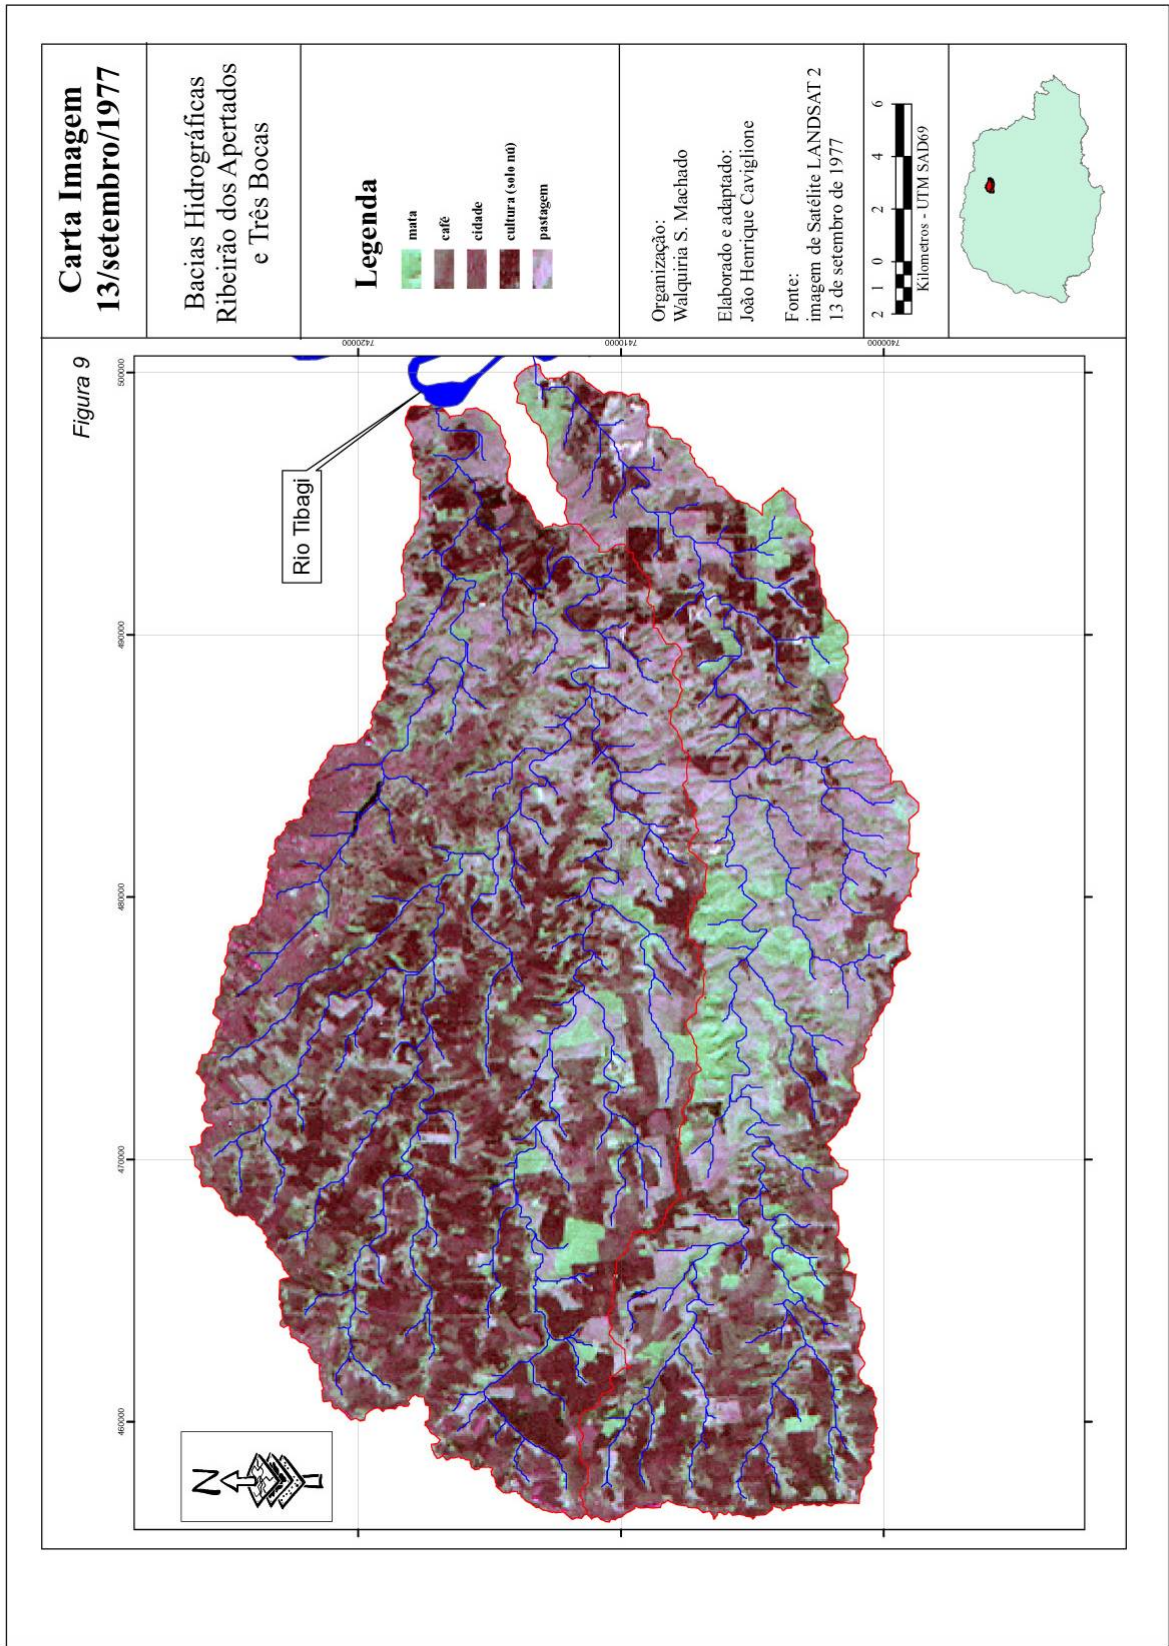 Carta Imagem
13/setembro/1977
Bacias Hidrográficas
Ribeirão dos Apertados
e Três Bocas
Legenda
mata
café
cidade
cultura (solo nú)
pastagem
Organização:
Walquiria S. Machado
Elaborado e adaptado:
João Henrique Caviglione
Fonte:
imagem de Satélite LANDSAT 2
13 de setembro de 1977
2 1 0 2 4 6
Kilometros - UTM SAD69
Figura 9
Rio Tibagi
N
460000
470000
480000
490000
500000
7420000
7410000
7400000